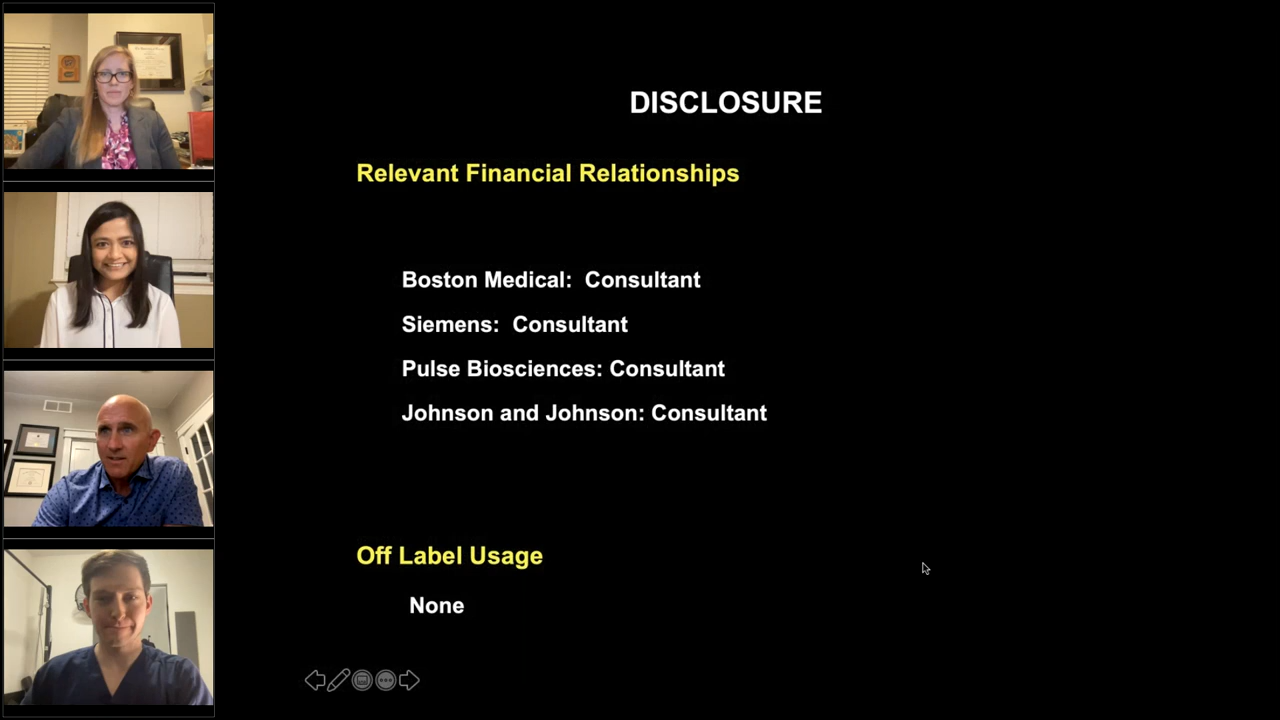 DISCLOSURE
Relevant Financial Relationships
Boston Medical:  Consultant
Siemens:  Consultant
Pulse Biosciences: Consultant
Johnson and Johnson: Consultant
Off Label Usage
None